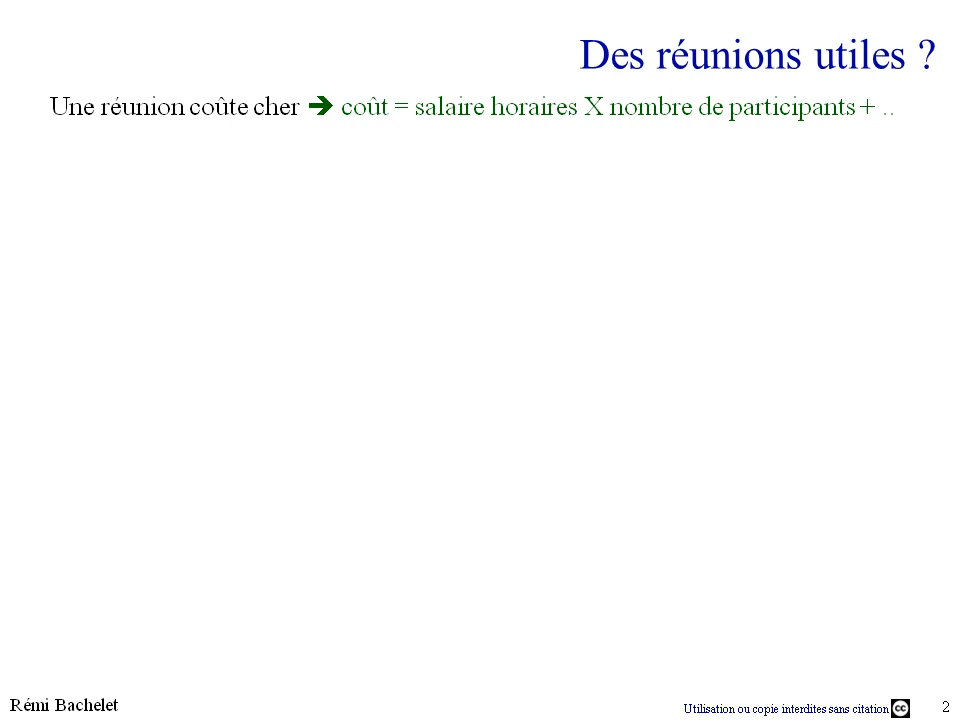 Des réunions utiles ?
Une réunion coûte cher ➔ coût = salaire horaires X nombre de participants + ..
Rémi Bachelet
Utilisation ou copie interdites sans citation cc
2